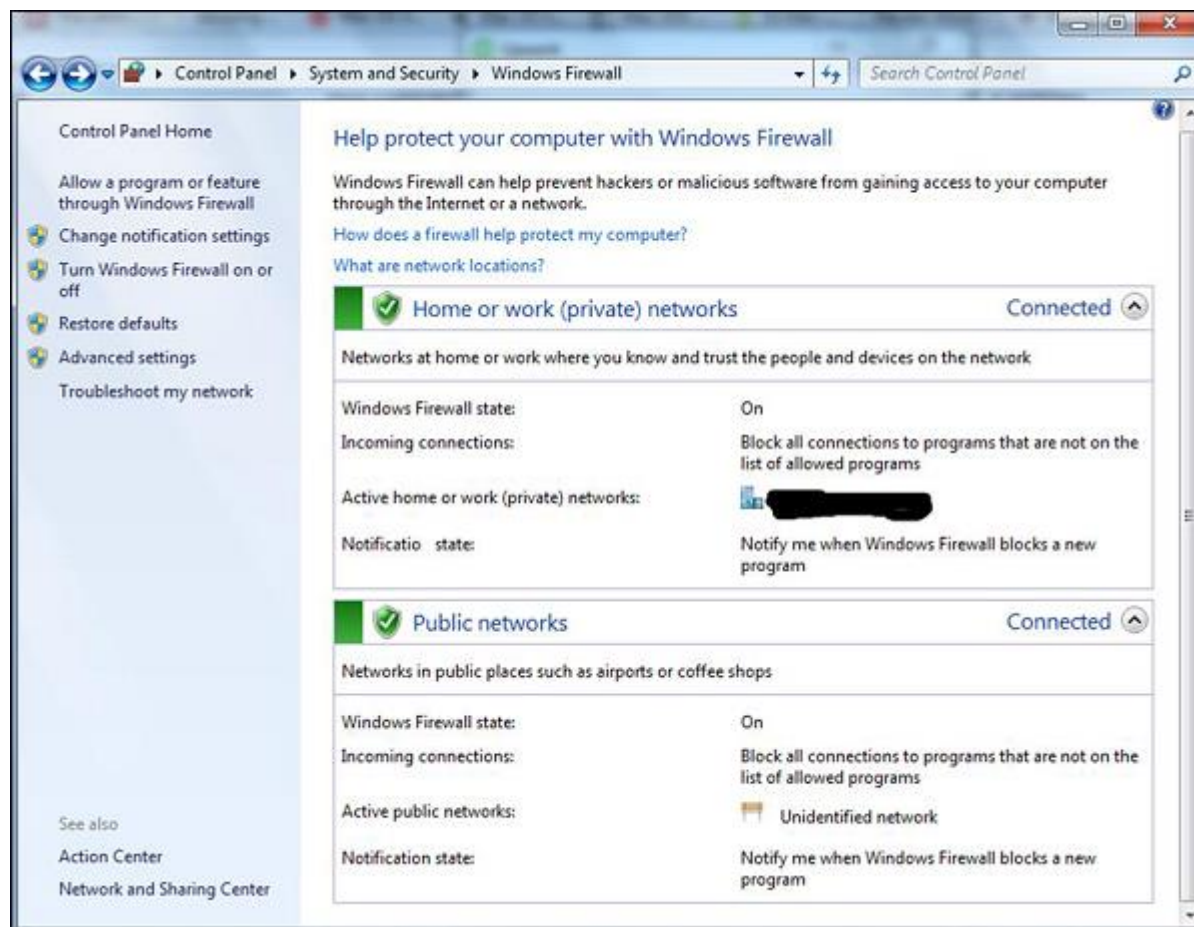 Control Panel
System and Security
Windows Firewall
Search Control Panel
Control Panel Home
Allow a program or feature
through Windows Firewall
Change notification settings
Turn Windows Firewall on or
off
Restore defaults
Advanced settings
Troubleshoot my network
See also
Action Center
Network and Sharing Center
Help protect your computer with Windows Firewall
Windows Firewall can help prevent hackers or malicious software from gaining access to your computer
through the Internet or a network.
How does a firewall help protect my computer?
What are network locations?
Home or work (private) networks Connected
Networks at home or work where you know and trust the people and devices on the network
Windows Firewall state: On
Incoming connections: Block all connections to programs that are not on the
list of allowed programs
Active home or work (private) networks:
Notificatio state: Notify me when Windows Firewall blocks a new
program
Public networks Connected
Networks in public places such as airports or coffee shops
Windows Firewall state: On
Incoming connections: Block all connections to programs that are not on the
list of allowed programs
Active public networks: Unidentified network
Notification state: Notify me when Windows Firewall blocks a new
program